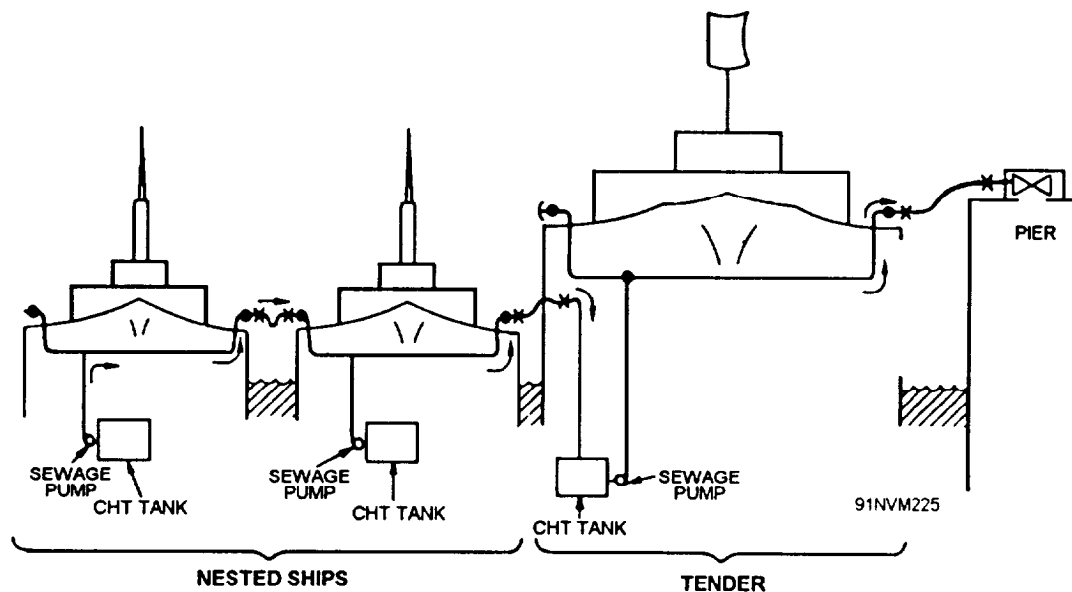 PIER
SEWAGE
PUMP
CHT TANK
SEWAGE
PUMP
CHT TANK
SEWAGE
PUMP
CHT TANK
91NVM225
NESTED SHIPS
TENDER